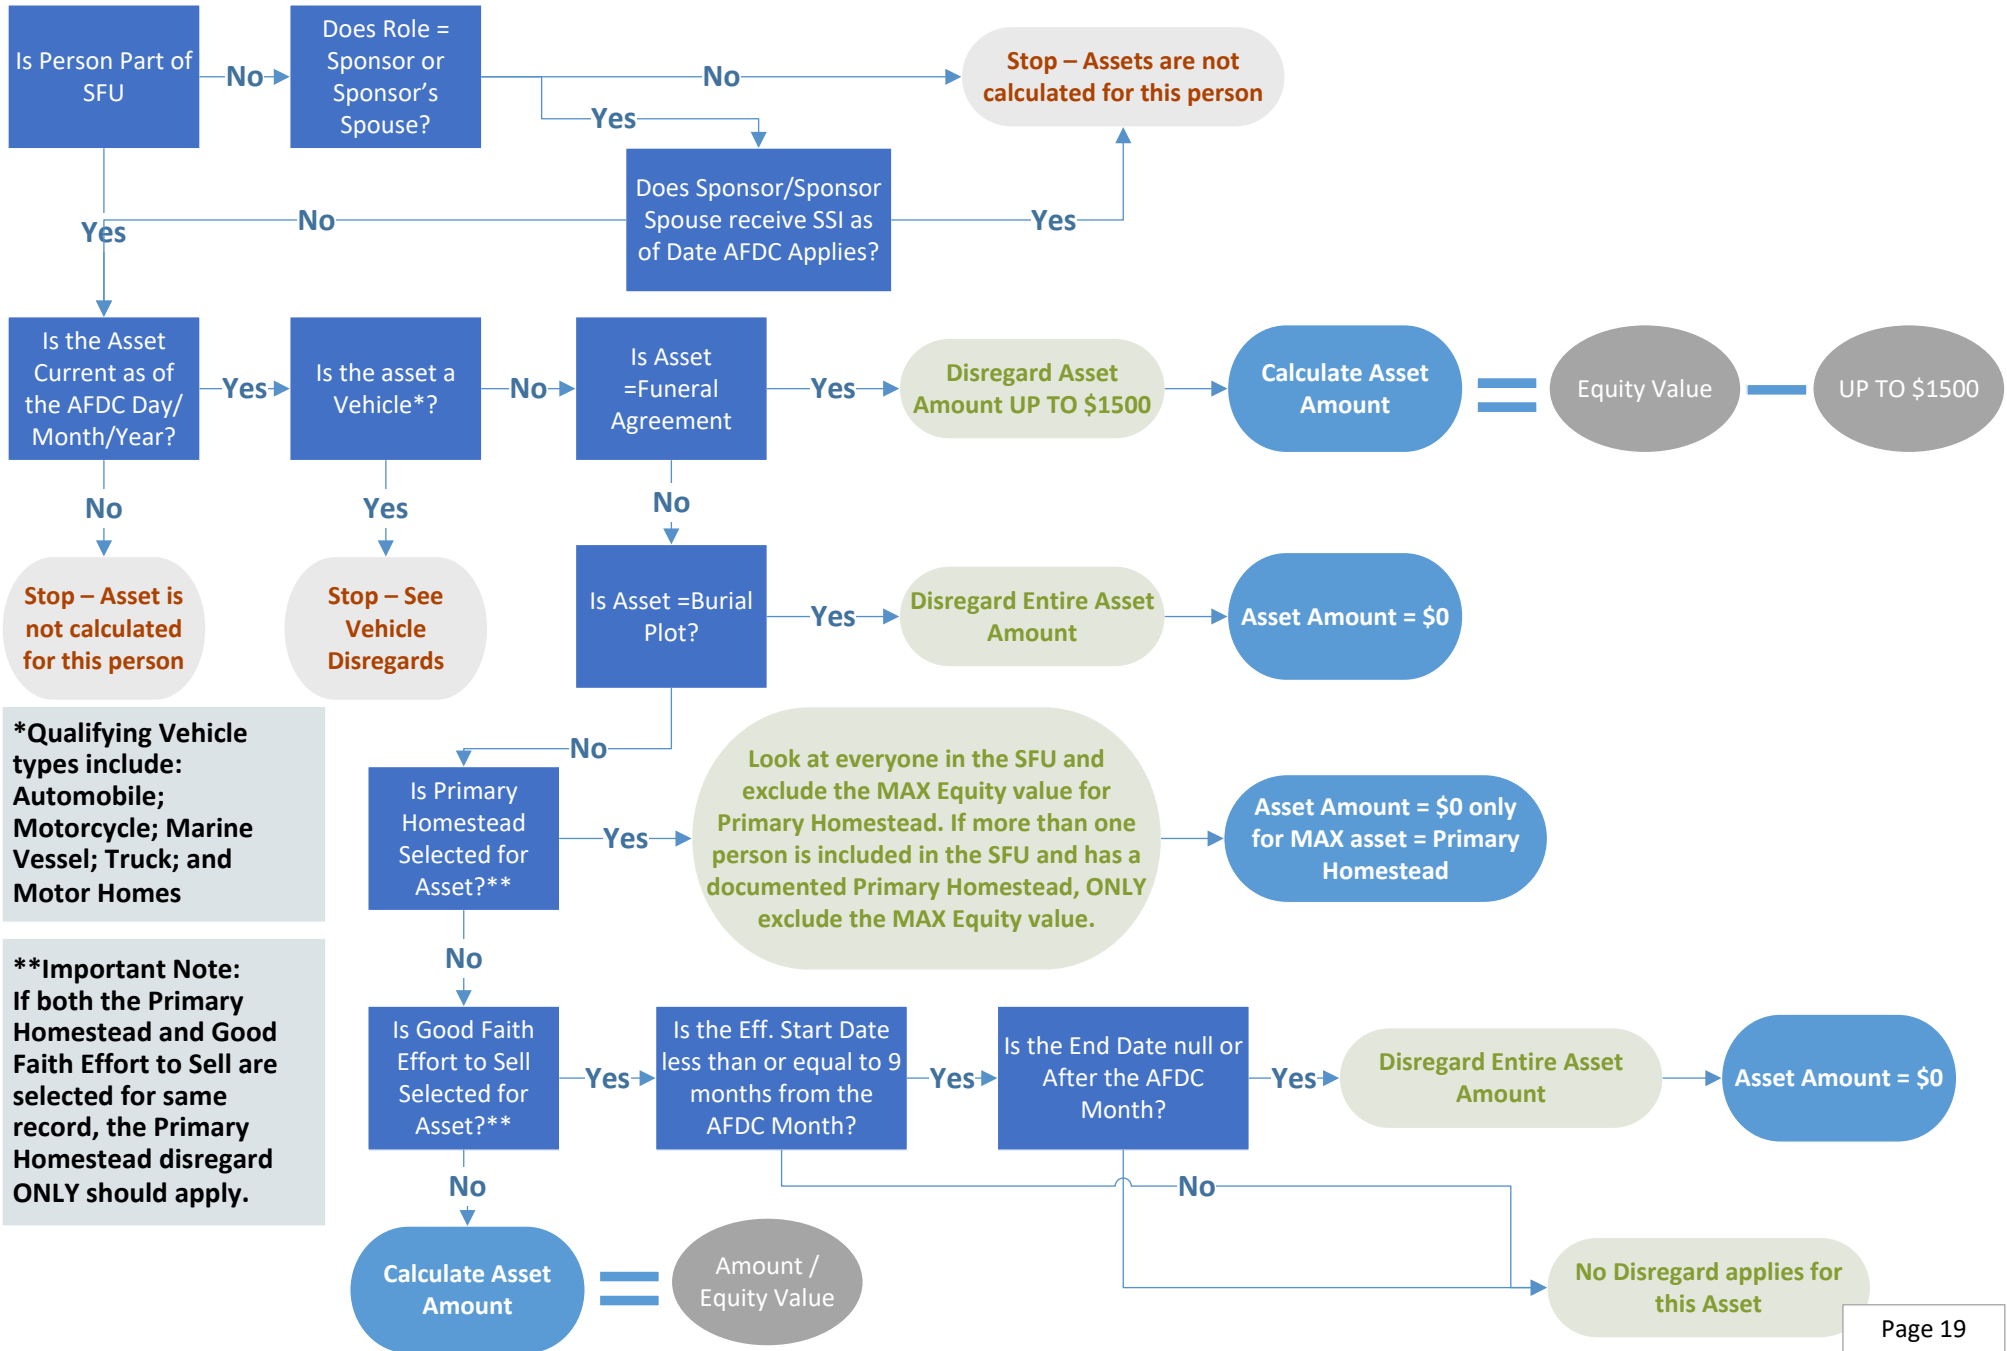 Is Person Part of
SFU
No
Does Role =
Sponsor or
Sponsor’s
Spouse?
No
Stop – Assets are not
calculated for this person
Yes
Does Sponsor/Sponsor
Spouse receive SSI as
of Date AFDC Applies?
Yes
No
Yes
Is the Asset
Current as of
the AFDC Day/
Month/Year?
Yes
Is the asset a
Vehicle*?
No
Is Asset
=Funeral
Agreement
Yes
Disregard Asset
Amount UP TO $1500
Calculate Asset
Amount
=
Equity Value
—
UP TO $1500
No
Stop – Asset is
not calculated
for this person
Yes
Stop – See
Vehicle
Disregards
No
Is Asset =Burial
Plot?
Yes
Disregard Entire Asset
Amount
Asset Amount = $0
*Qualifying Vehicle
types include:
Automobile;
Motorcycle; Marine
Vessel; Truck; and
Motor Homes
No
Is Primary
Homestead
Selected for
Asset?**
Yes
Look at everyone in the SFU and
exclude the MAX Equity value for
Primary Homestead. If more than one
person is included in the SFU and has a
documented Primary Homestead, ONLY
exclude the MAX Equity value.
Asset Amount = $0 only
for MAX asset = Primary
Homestead
**Important Note:
If both the Primary
Homestead and Good
Faith Effort to Sell are
selected for same
record, the Primary
Homestead disregard
ONLY should apply.
No
Is Good Faith
Effort to Sell
Selected for
Asset?**
Yes
Is the Eff. Start Date
less than or equal to 9
months from the
AFDC Month?
Yes
Is the End Date null or
After the AFDC
Month?
Yes
Disregard Entire Asset
Amount
Asset Amount = $0
No
No
Calculate Asset
Amount
=
Amount /
Equity Value
No Disregard applies for
this Asset
Page 19